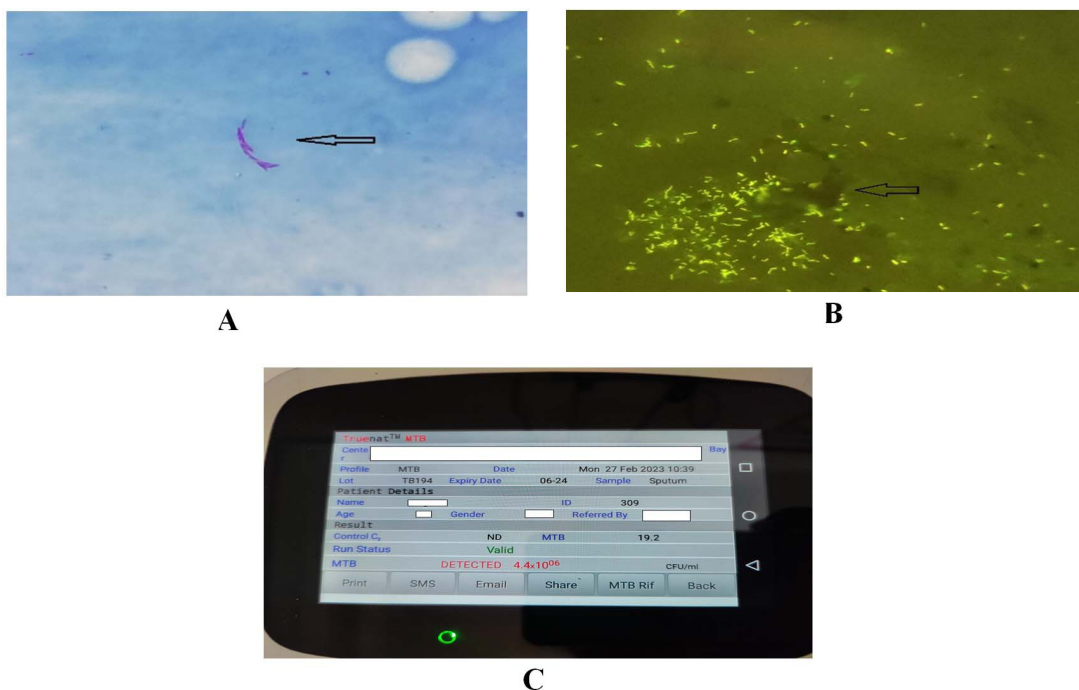 A
B
Truenat™ MTB
Cente Bay
r
Profile MTB Date Mon 27 Feb 2023 10:39
Lot TB194 Expiry Date 06-24 Sample Sputum
Patient Details
Name ID 309
Age Gender Referred By
Result
Control Ct ND MTB 19.2
Run Status Valid
MTB DETECTED 4.4x10⁰⁶ CFU/ml
Print SMS Email Share MTB Rif Back
C